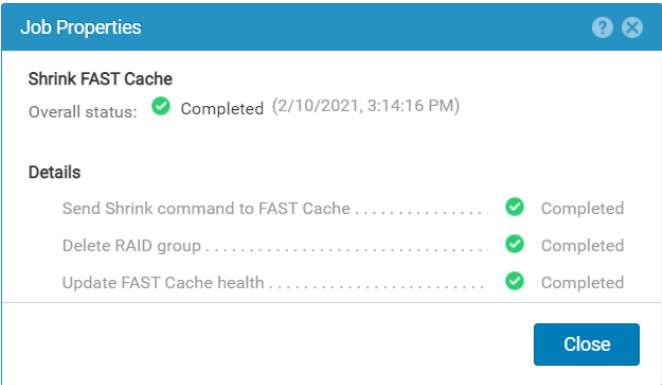 Job Properties
Shrink FAST Cache
Overall status: Completed (2/10/2021, 3:14:16 PM)
Details
Send Shrink command to FAST Cache . . . . . . . . . . . . . . . Completed
Delete RAID group . . . . . . . . . . . . . . . . . . . . . . . . . . . . . . . Completed
Update FAST Cache health . . . . . . . . . . . . . . . . . . . . . . . . Completed
Close